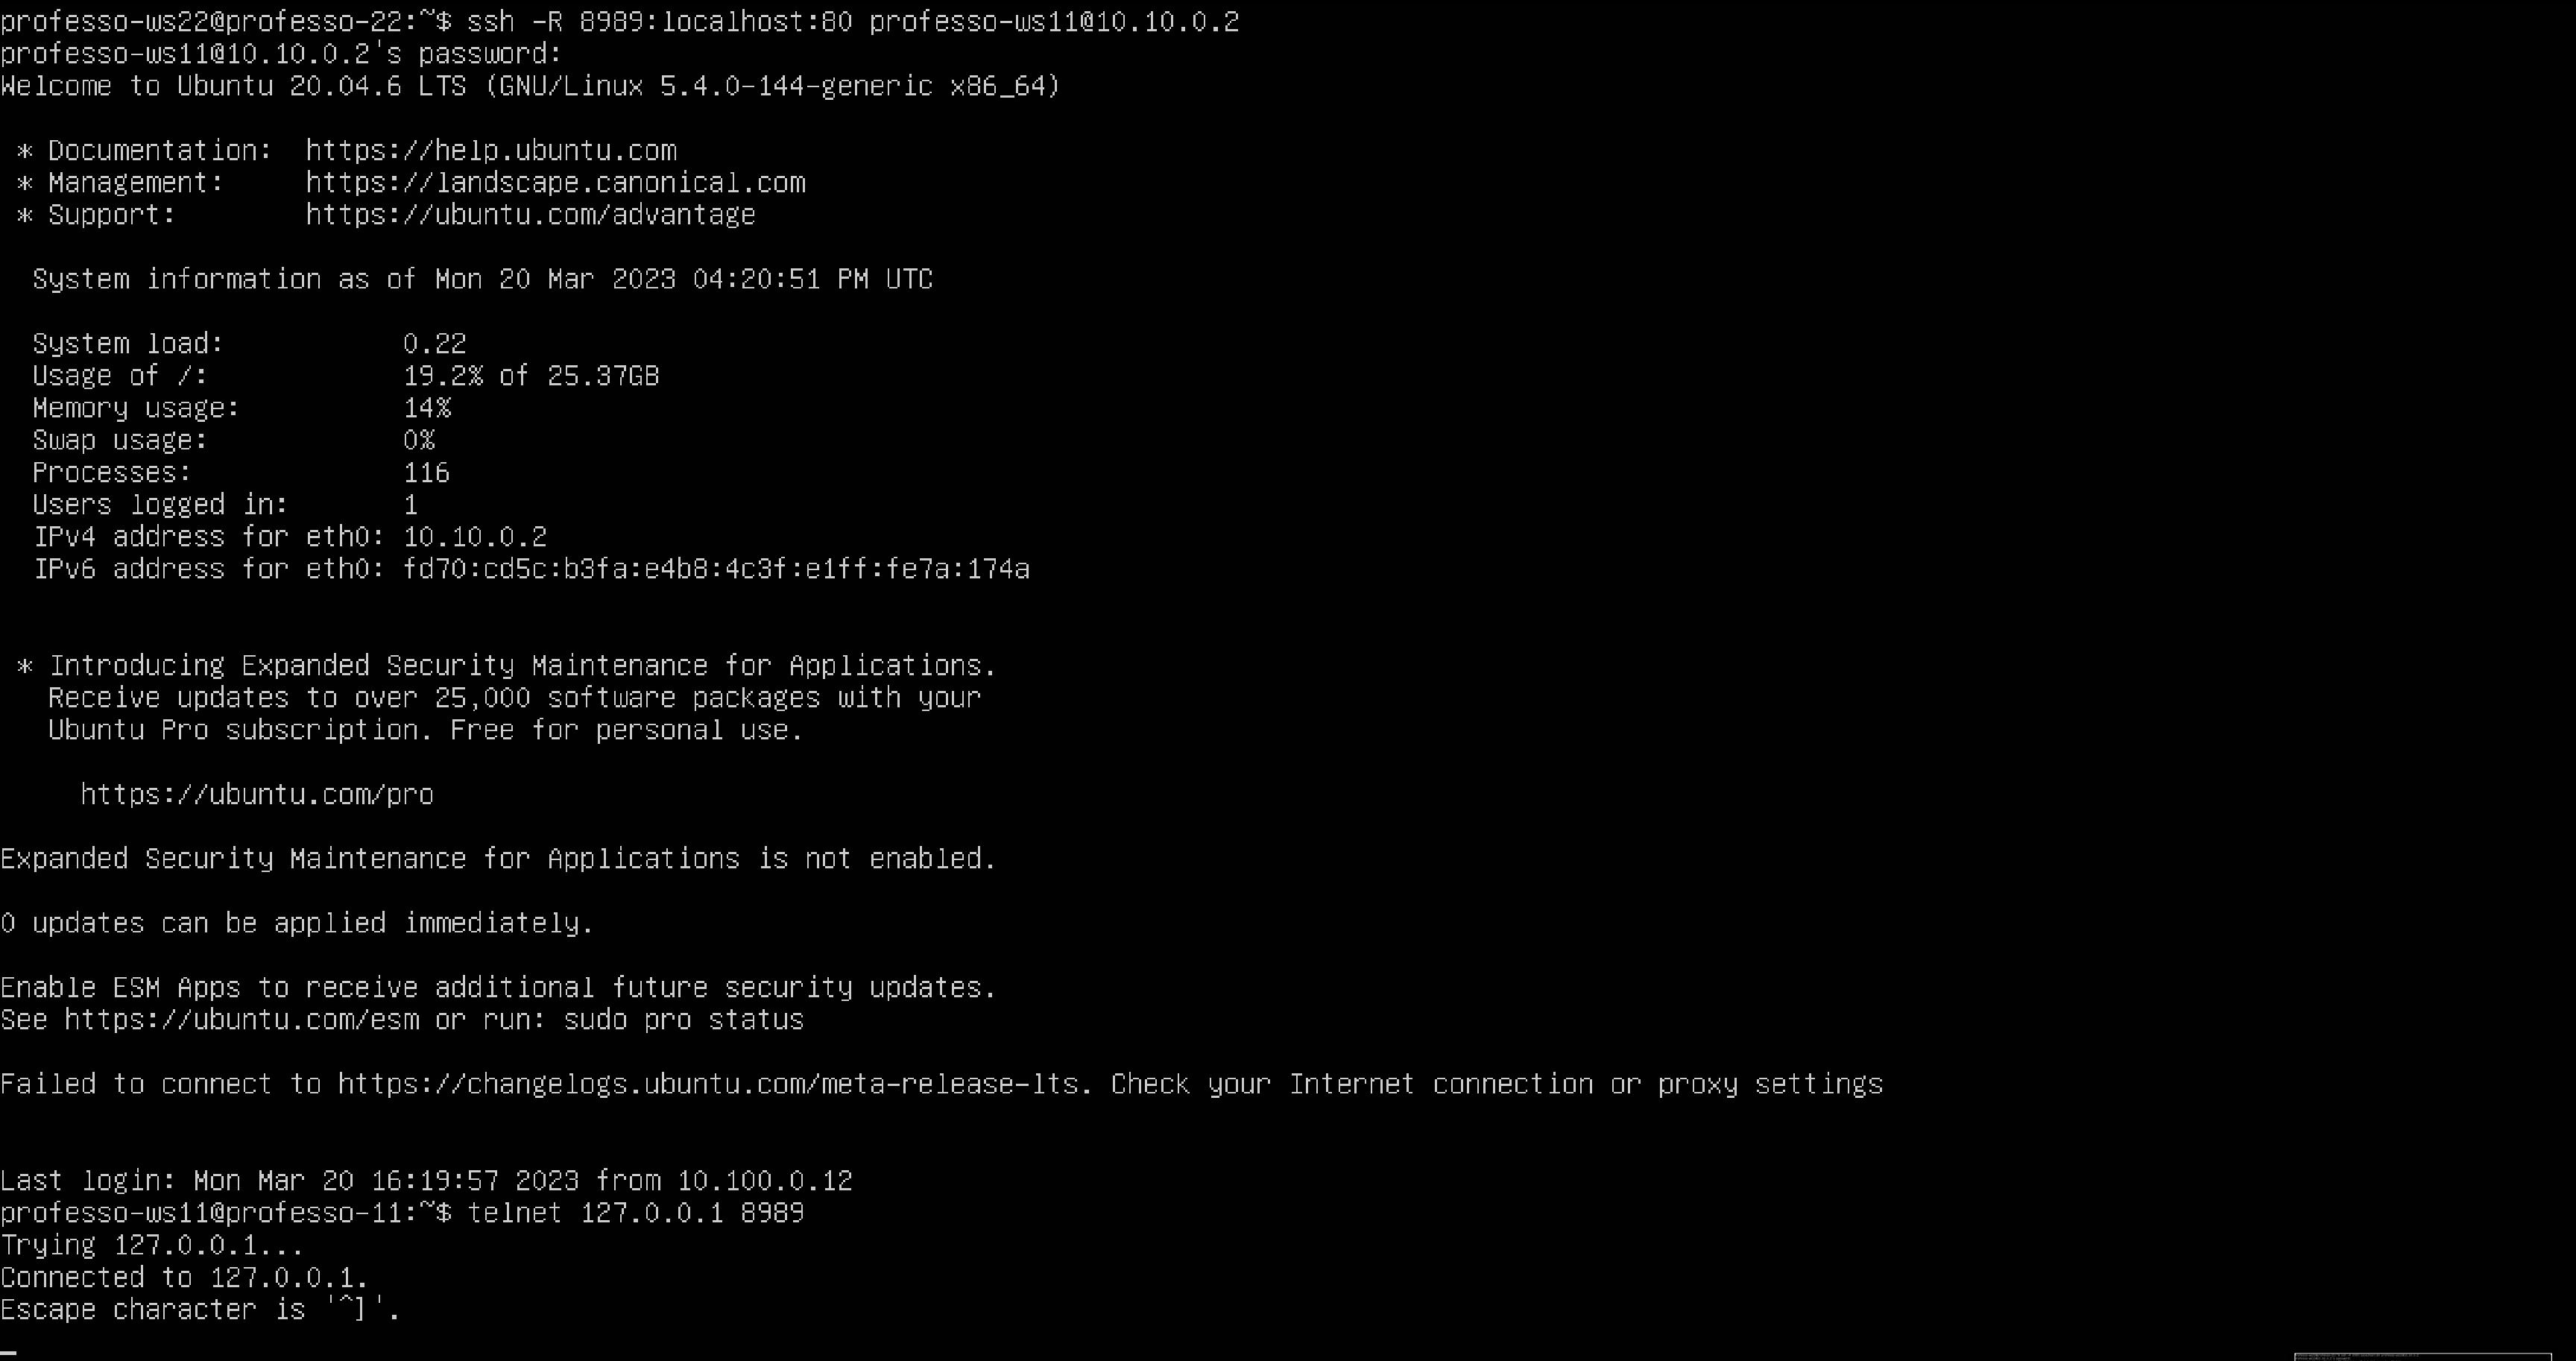 professo-ws22@professo-22:~$ ssh -R 8989:localhost:80 professo-ws11@10.10.0.2
professo-ws11@10.10.0.2's password:
Welcome to Ubuntu 20.04.6 LTS (GNU/Linux 5.4.0-144-generic x86_64)
* Documentation:  https://help.ubuntu.com
* Management:     https://landscape.canonical.com
* Support:        https://ubuntu.com/advantage
System information as of Mon 20 Mar 2023 04:20:51 PM UTC
System load:           0.22
Usage of /:            19.2% of 25.37GB
Memory usage:          14%
Swap usage:            0%
Processes:             116
Users logged in:       1
IPv4 address for eth0: 10.10.0.2
IPv6 address for eth0: fd70:cd5c:b3fa:e4b8:4c3f:e1ff:fe7a:174a
* Introducing Expanded Security Maintenance for Applications.
Receive updates to over 25,000 software packages with your
Ubuntu Pro subscription. Free for personal use.
https://ubuntu.com/pro
Expanded Security Maintenance for Applications is not enabled.
0 updates can be applied immediately.
Enable ESM Apps to receive additional future security updates.
See https://ubuntu.com/esm or run: sudo pro status
Failed to connect to https://changelogs.ubuntu.com/meta-release-lts. Check your Internet connection or proxy settings
Last login: Mon Mar 20 16:19:57 2023 from 10.100.0.12
professo-ws11@professo-11:~$ telnet 127.0.0.1 8989
Trying 127.0.0.1...
Connected to 127.0.0.1.
Escape character is '^]'.